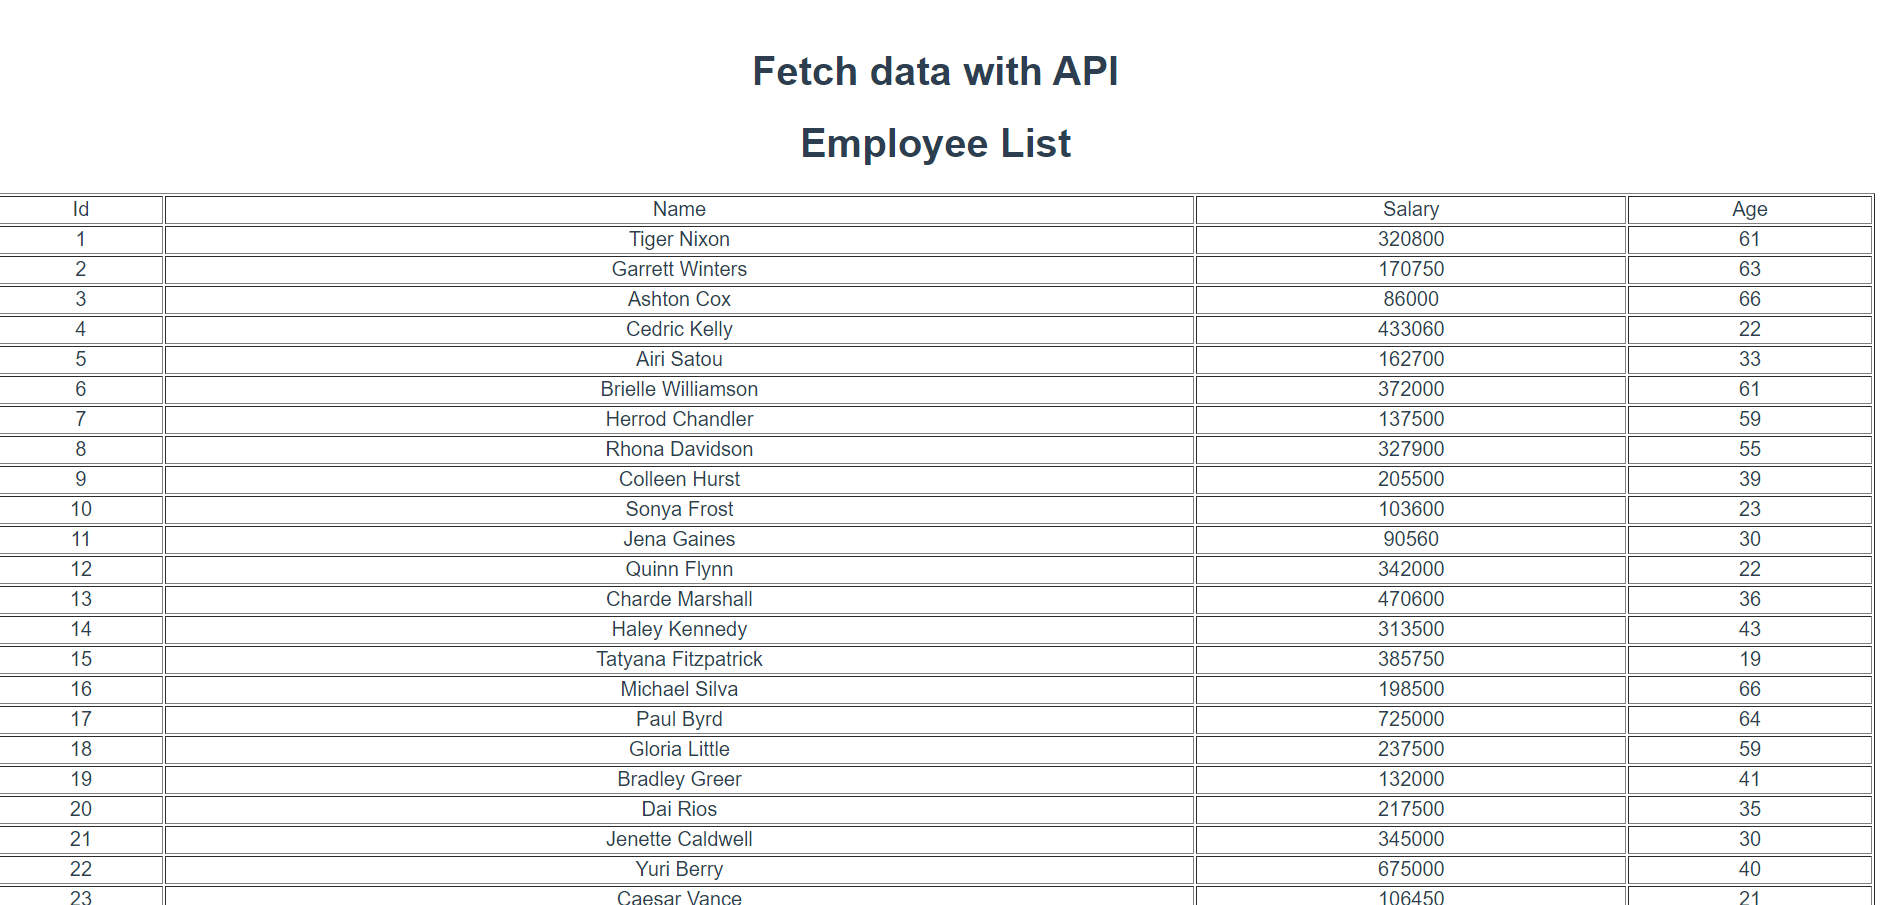 Fetch data with API
Employee List
Id Name Salary Age
1 Tiger Nixon 320800 61
2 Garrett Winters 170750 63
3 Ashton Cox 86000 66
4 Cedric Kelly 433060 22
5 Airi Satou 162700 33
6 Brielle Williamson 372000 61
7 Herrod Chandler 137500 59
8 Rhona Davidson 327900 55
9 Colleen Hurst 205500 39
10 Sonya Frost 103600 23
11 Jena Gaines 90560 30
12 Quinn Flynn 342000 22
13 Charde Marshall 470600 36
14 Haley Kennedy 313500 43
15 Tatyana Fitzpatrick 385750 19
16 Michael Silva 198500 66
17 Paul Byrd 725000 64
18 Gloria Little 237500 59
19 Bradley Greer 132000 41
20 Dai Rios 217500 35
21 Jenette Caldwell 345000 30
22 Yuri Berry 675000 40
23 Caesar Vance 106450 21